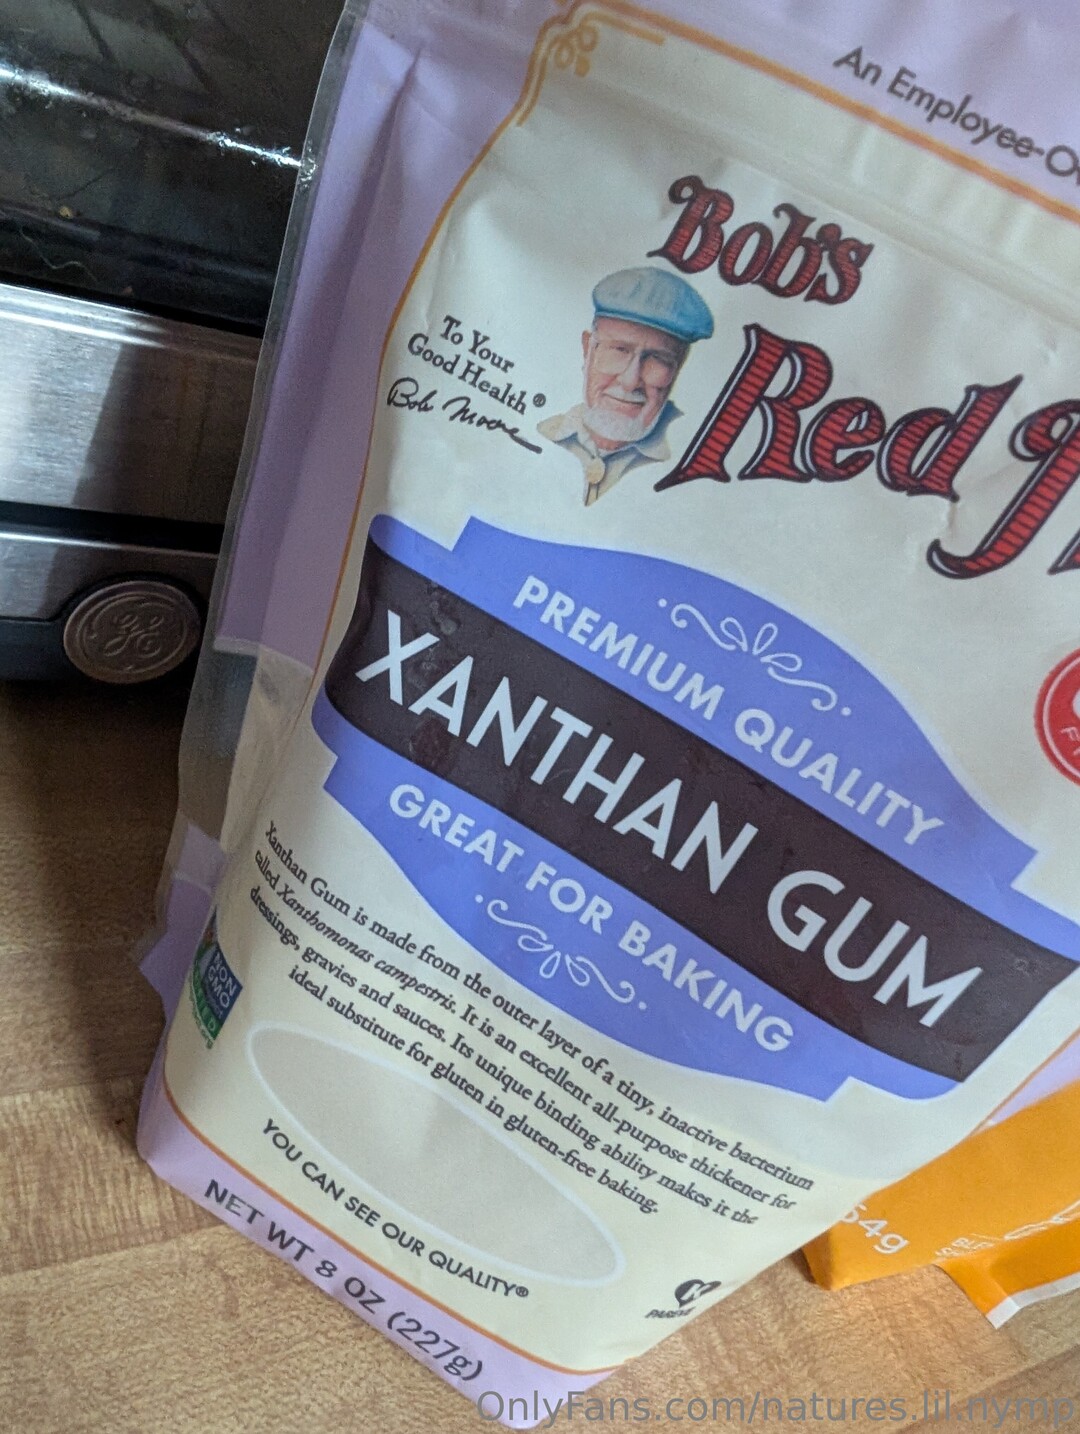 An Employee-Ow
Bob's
Red
To Your
Good Health®
Bob Moore
PREMIUM QUALITY
XANTHAN GUM
GREAT FOR BAKING
Xanthan Gum is made from the outer layer of a tiny, inactive bacterium
called Xanthomonas campestris. It is an excellent all-purpose thickener for
dressings, gravies and sauces. Its unique binding ability makes it the
ideal substitute for gluten in gluten-free baking.
NON
GMO
YOU CAN SEE OUR QUALITY®
NET WT 8 OZ (227g)
K
PAREVE
54g
GE
OnlyFans.com/natures.lil.nymp